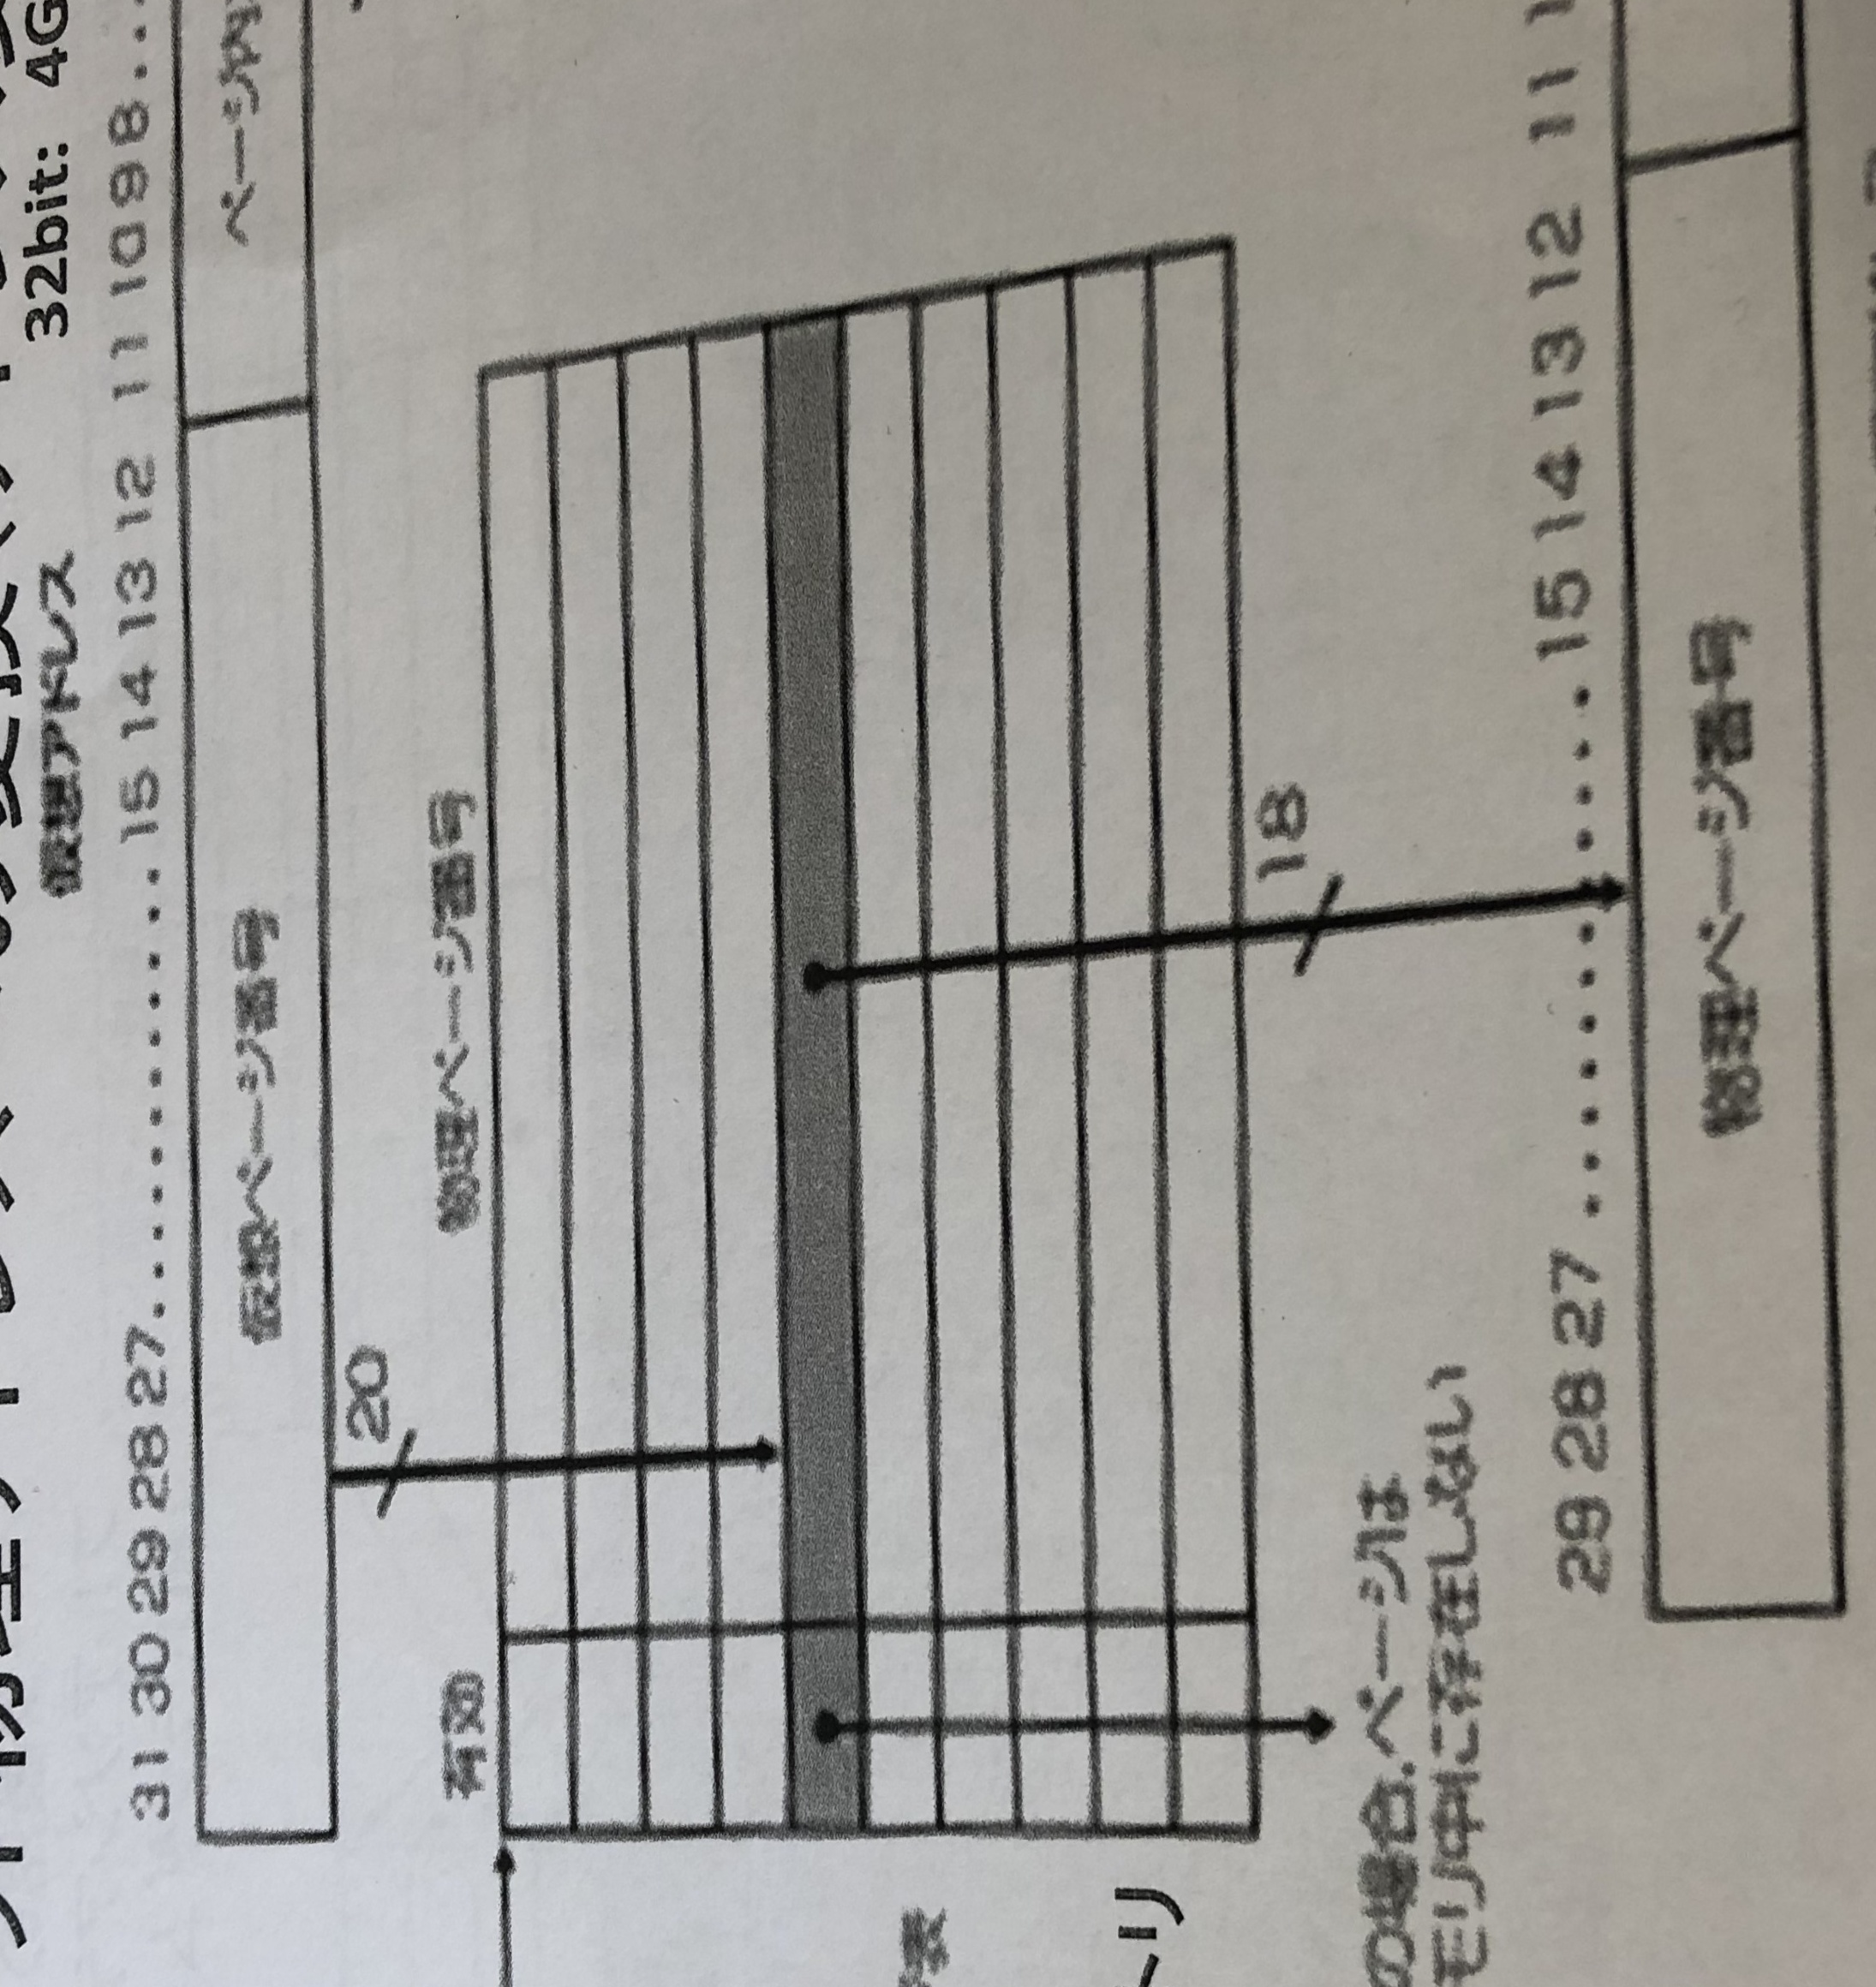 仮想アドレス
32bit: 4G
31 30 29 28 27 ............ 15 14 13 12 11 10 9 8 ...
仮想ページ番号
ページ内
20
有効
物理ページ番号
18
の場合,ページは
モリ中に存在しない
29 28 27 .......... 15 14 13 12 11 1
物理ページ番号